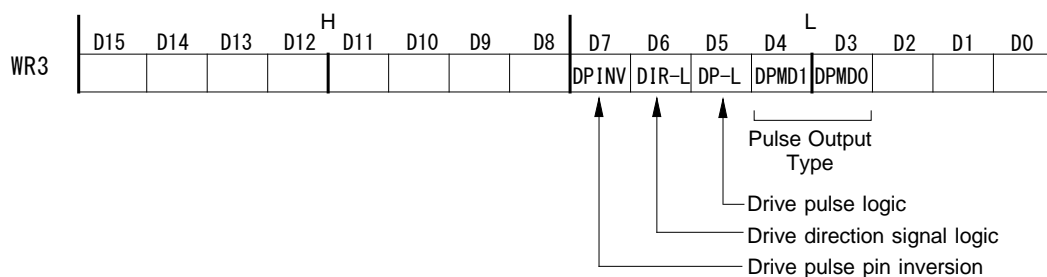 H L
D15 D14 D13 D12 D11 D10 D9 D8 D7 D6 D5 D4 D3 D2 D1 D0
WR3 DPINV DIR-L DP-L DPMD1 DPMD0
Pulse Output
Type
Drive pulse logic
Drive direction signal logic
Drive pulse pin inversion